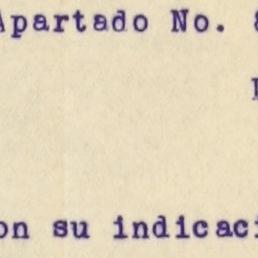 Apartado No.
on su indicaci